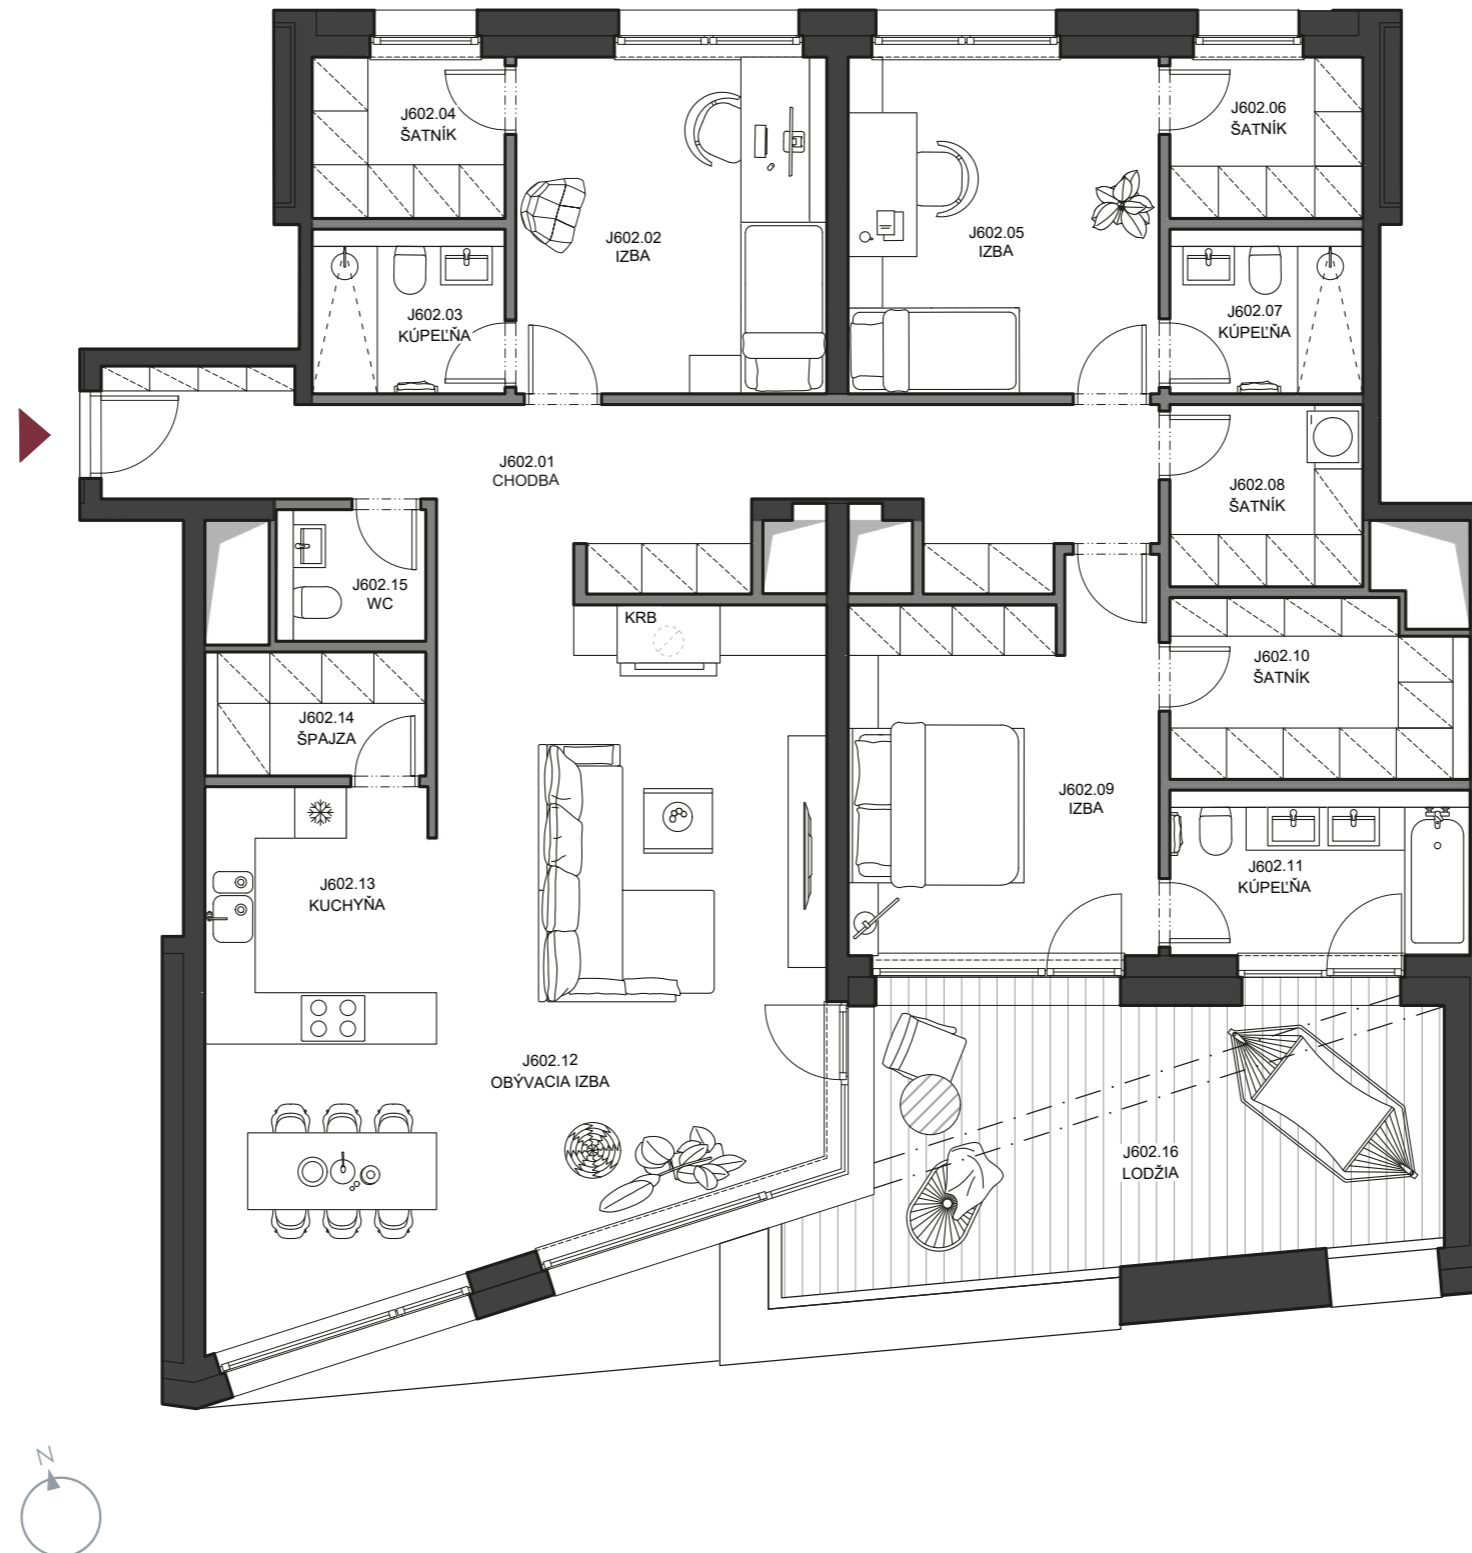 J602.04
ŠATNÍK
J602.06
ŠATNÍK
J602.02
IZBA
J602.05
IZBA
J602.03
KÚPEĽŇA
J602.07
KÚPEĽŇA
J602.01
CHODBA
J602.08
ŠATNÍK
J602.15
WC
KRB
J602.10
ŠATNÍK
J602.14
ŠPAJZA
J602.09
IZBA
J602.13
KUCHYŇA
J602.11
KÚPEĽŇA
J602.12
OBÝVACIA IZBA
J602.16
LODŽIA
N